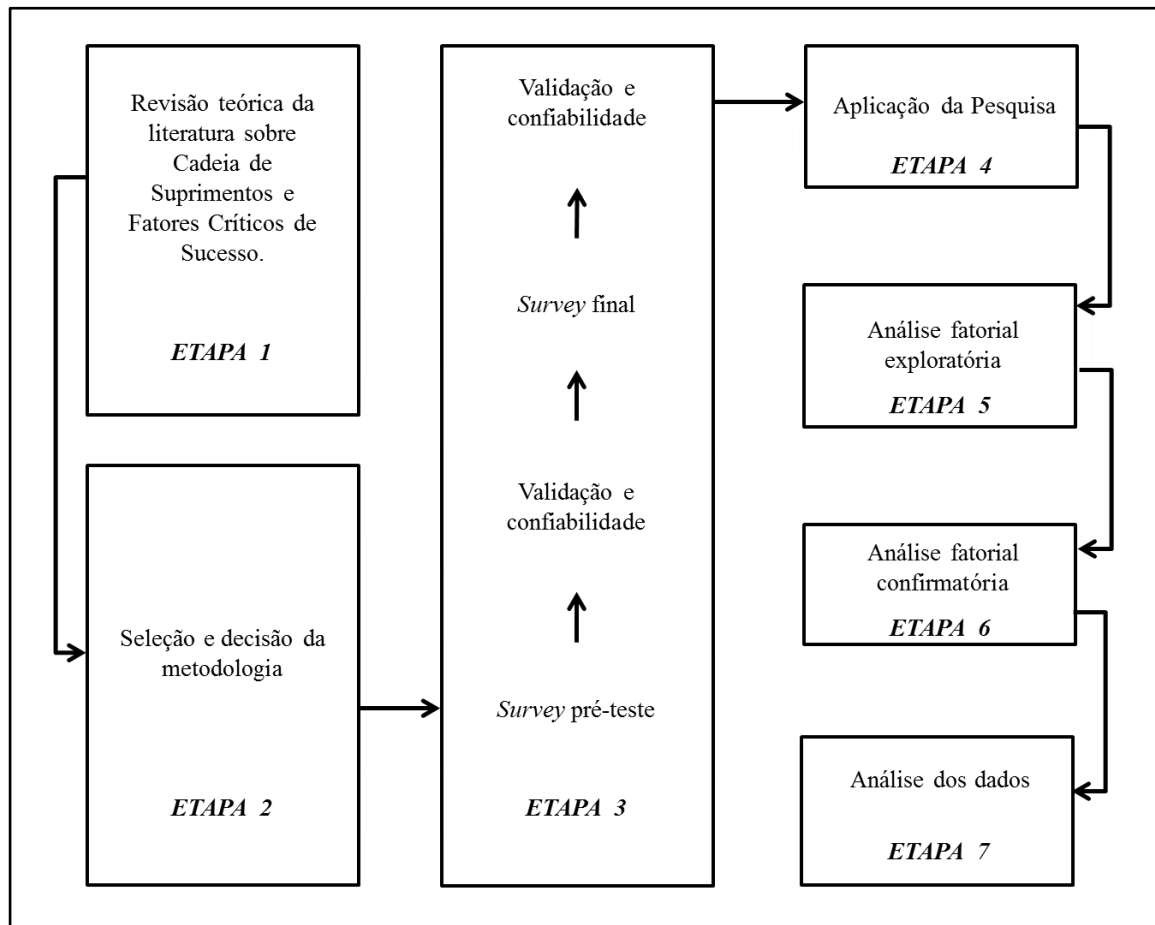 Revisão teórica da
literatura sobre
Cadeia de
Suprimentos e
Fatores Críticos de
Sucesso.
ETAPA 1
Seleção e decisão da
metodologia
ETAPA 2
Validação e
confiabilidade
Survey final
Validação e
confiabilidade
Survey pré-teste
ETAPA 3
Aplicação da Pesquisa
ETAPA 4
Análise fatorial
exploratória
ETAPA 5
Análise fatorial
confirmatória
ETAPA 6
Análise dos dados
ETAPA 7